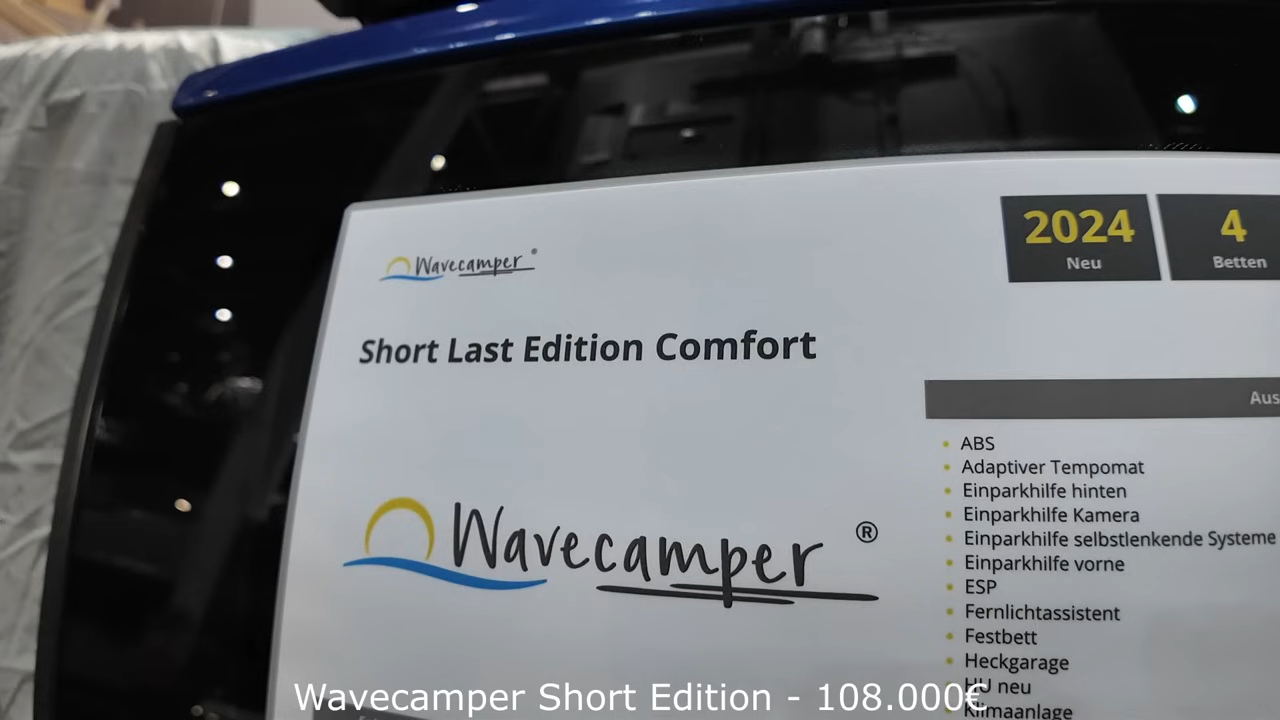 Wavecamper®
2024
Neu
4
Betten
Short Last Edition Comfort
Wavecamper®
ABS
Adaptiver Tempomat
Einparkhilfe hinten
Einparkhilfe Kamera
Einparkhilfe selbstlenkende Systeme
Einparkhilfe vorne
ESP
Fernlichtassistent
Festbett
Heckgarage
HU neu
Klimaanlage
Wavecamper Short Edition - 108.000€